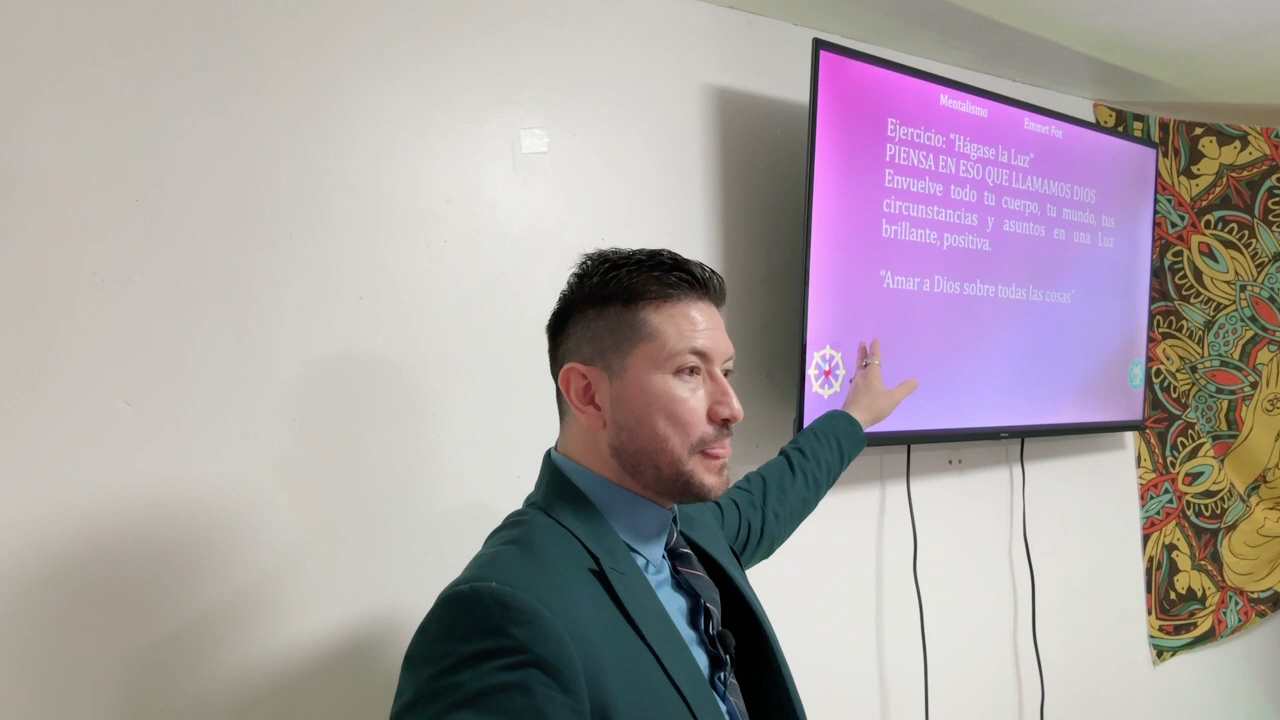 Mentalismo
Emmet Fox
Ejercicio: “Hágase la Luz”
PIENSA EN ESO QUE LLAMAMOS DIOS
Envuelve todo tu cuerpo, tu mundo, tus
circunstancias y asuntos en una Luz
brillante, positiva.
“Amar a Dios sobre todas las cosas”